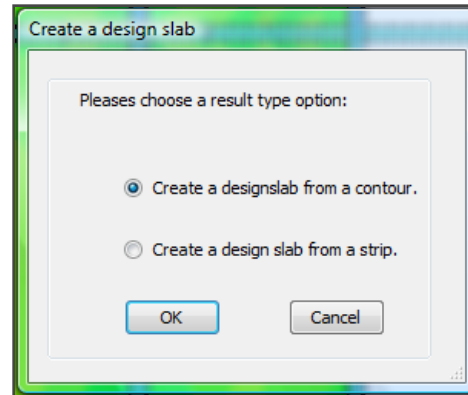 Create a design slab
Pleases choose a result type option:
Create a designslab from a contour.
Create a design slab from a strip.
OK
Cancel